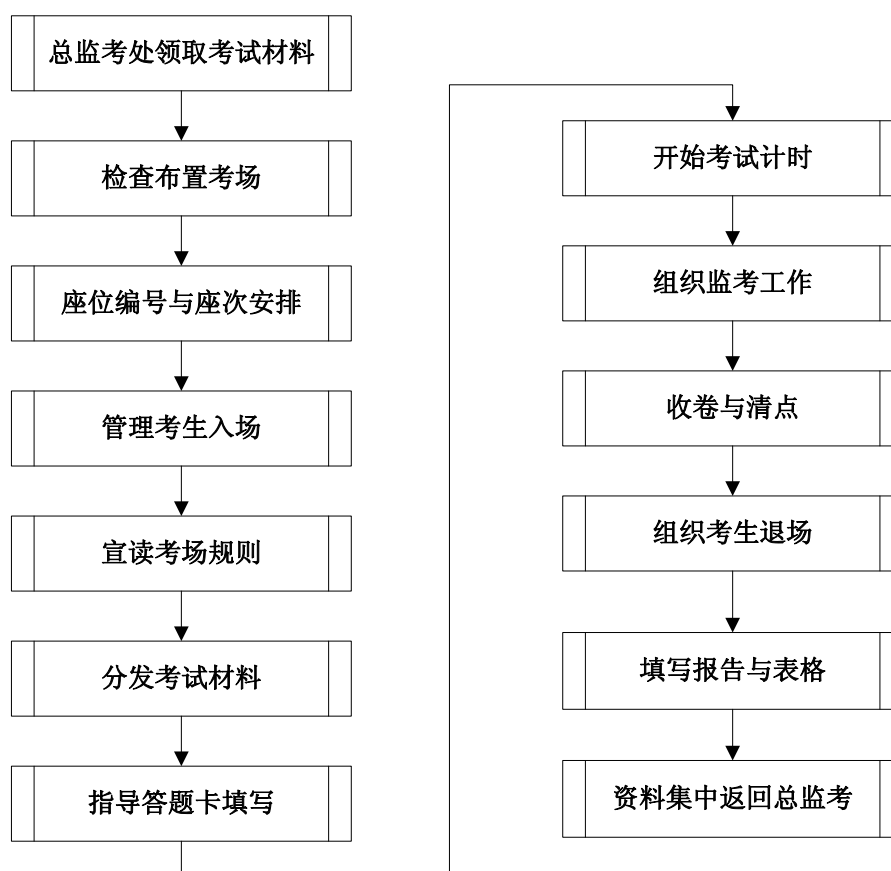 总监考处领取考试材料
检查布置考场
座位编号与座次安排
管理考生入场
宣读考场规则
分发考试材料
指导答题卡填写
开始考试计时
组织监考工作
收卷与清点
组织考生退场
填写报告与表格
资料集中返回总监考